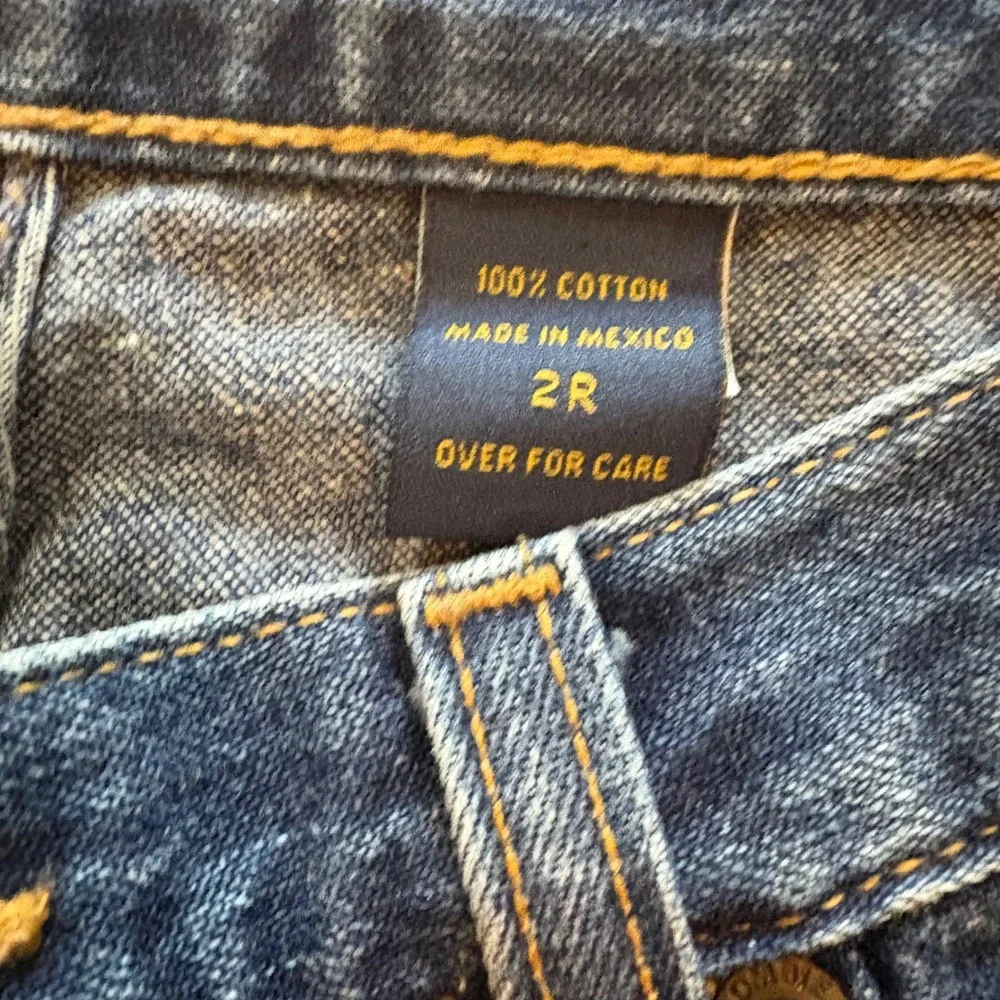 100% COTTON
MADE IN MEXICO
2R
OVER FOR CARE